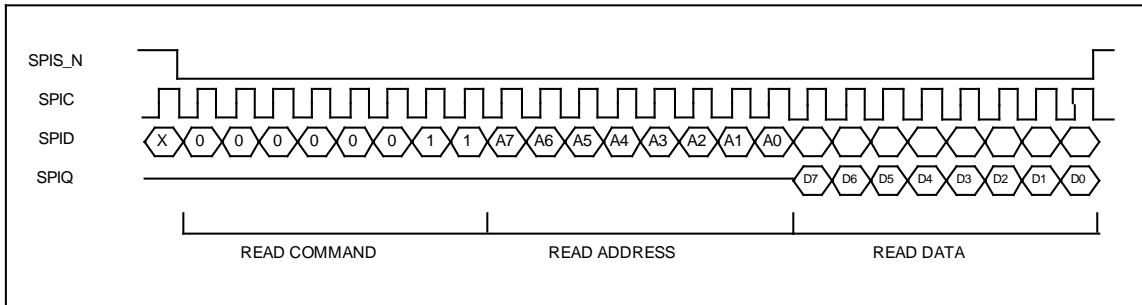 SPIS_N
SPIC
SPID X 0 0 0 0 0 0 1 1 A7 A6 A5 A4 A3 A2 A1 A0
SPIQ D7 D6 D5 D4 D3 D2 D1 D0
READ COMMAND READ ADDRESS READ DATA